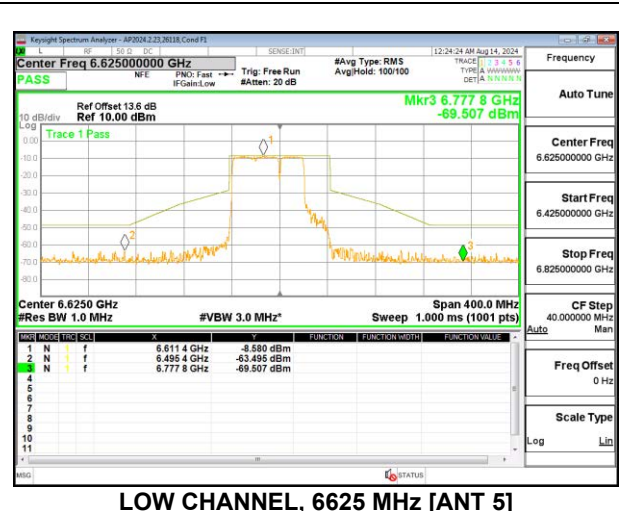 Keysight Spectrum Analyzer - AP2024.2.23,26118,Cond F1
L RF 50 Ω DC SENSE:INT 12:24:24 AM Aug 14, 2024
Center Freq 6.625000000 GHz
PASS
NFE
PNO: Fast
IFGain:Low
Trig: Free Run
#Atten: 20 dB
#Avg Type: RMS
Avg|Hold: 100/100
TRACE 1 2 3 4 5 6
TYPE A WWWWW
DET A N N N N N
Ref Offset 13.6 dB
10 dB/div Ref 10.00 dBm
Mkr3 6.777 8 GHz
-69.507 dBm
Log
Trace 1 Pass
0.00
-10.0
-20.0
-30.0
-40.0
-50.0
-60.0
-70.0
-80.0
1
2
3
Center 6.6250 GHz Span 400.0 MHz
#Res BW 1.0 MHz #VBW 3.0 MHz* Sweep 1.000 ms (1001 pts)
MKR MODE TRC SCL X Y FUNCTION FUNCTION WIDTH FUNCTION VALUE
1 N 1 f 6.611 4 GHz -8.580 dBm
2 N 1 f 6.495 4 GHz -63.495 dBm
3 N 1 f 6.777 8 GHz -69.507 dBm
4
5
6
7
8
9
10
11
MSG STATUS
Frequency
Auto Tune
Center Freq
6.625000000 GHz
Start Freq
6.425000000 GHz
Stop Freq
6.825000000 GHz
CF Step
40.000000 MHz
Auto Man
Freq Offset
0 Hz
Scale Type
Log Lin
LOW CHANNEL, 6625 MHz [ANT 5]